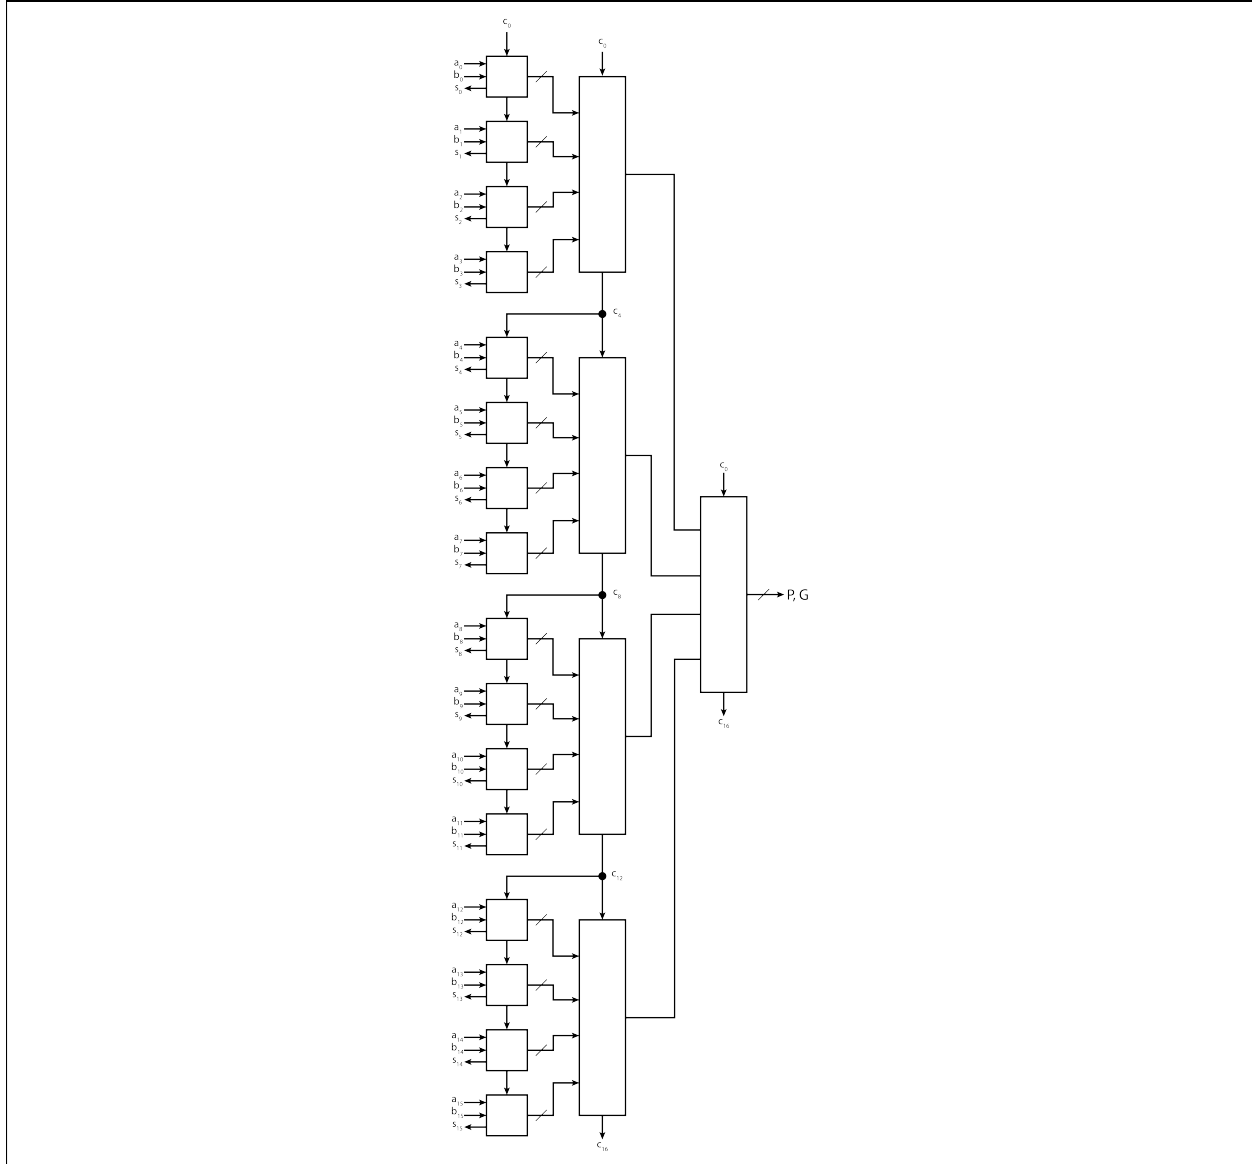 c₀
c₀
a₀
b₀
s₀
a₁
b₁
s₁
a₂
b₂
s₂
a₃
b₃
s₃
c₄
a₄
b₄
s₄
a₅
b₅
s₅
a₆
b₆
s₆
c₀
a₇
b₇
s₇
c₈
P, G
a₈
b₈
s₈
a₉
b₉
s₉
c₁₆
a₁₀
b₁₀
s₁₀
a₁₁
b₁₁
s₁₁
c₁₂
a₁₂
b₁₂
s₁₂
a₁₃
b₁₃
s₁₃
a₁₄
b₁₄
s₁₄
a₁₅
b₁₅
s₁₅
c₁₆